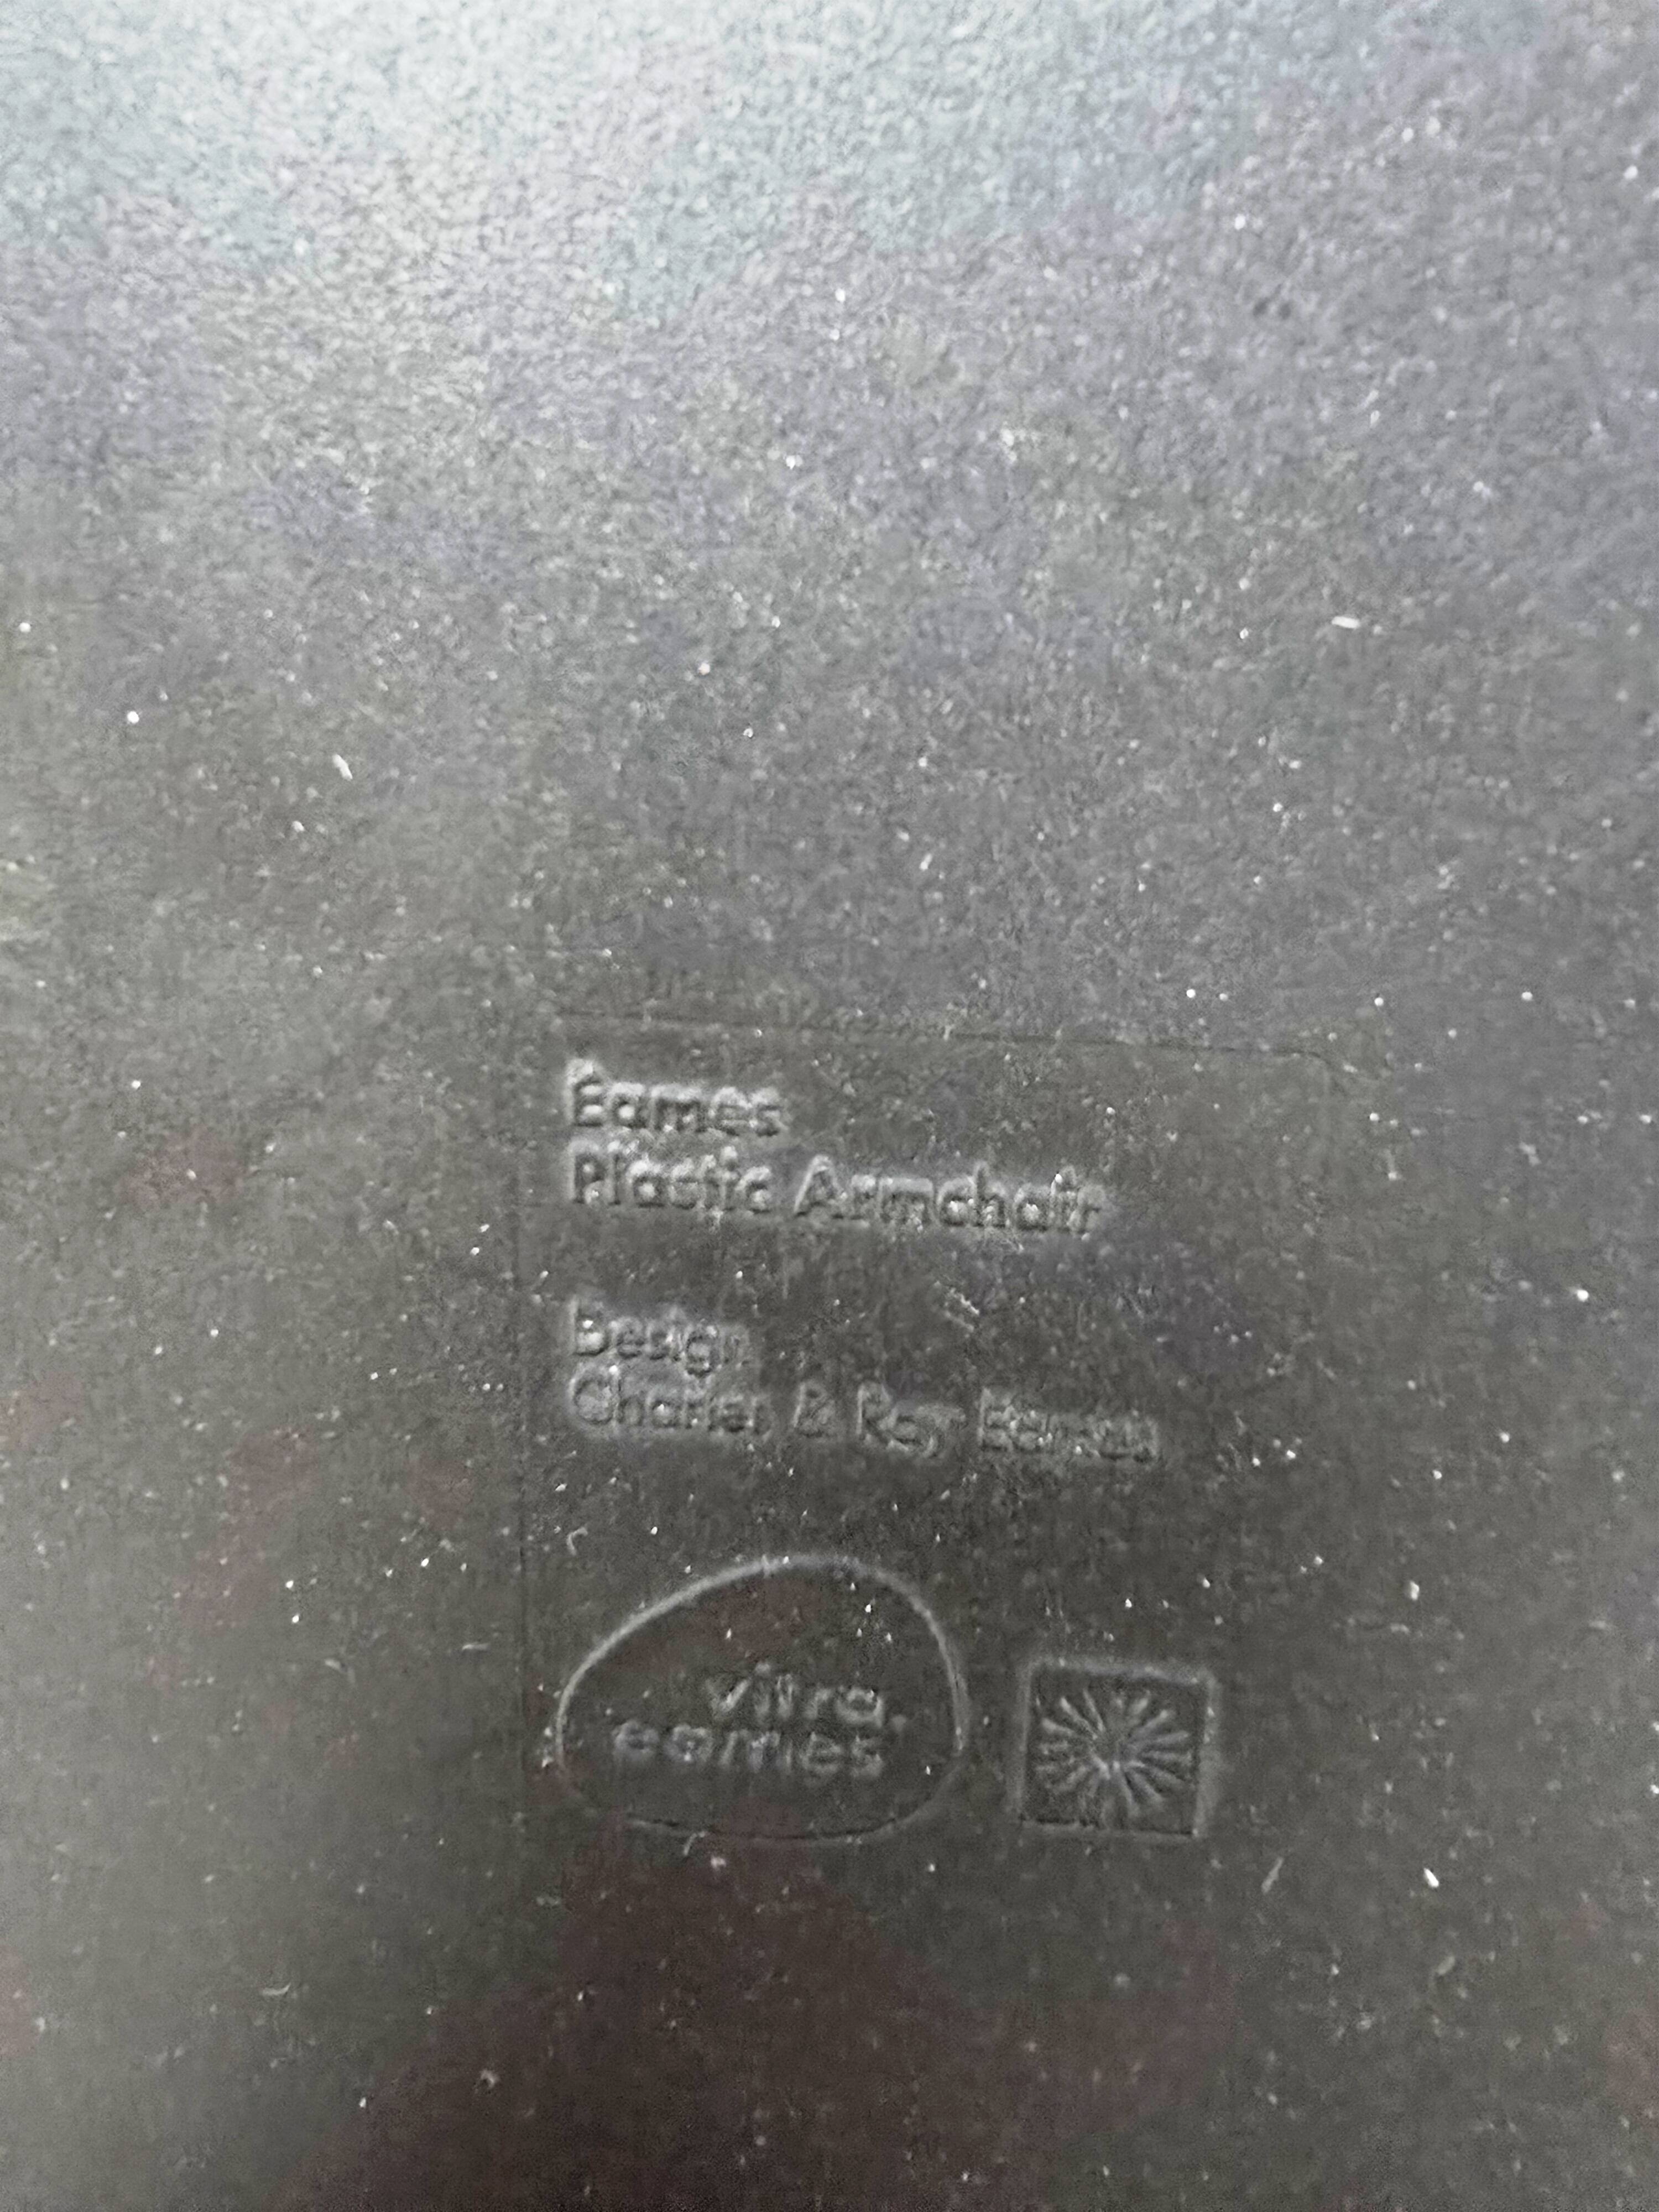 Eames
Plastic Armchair
Design
Charles & Ray Eames
vitra.
eames